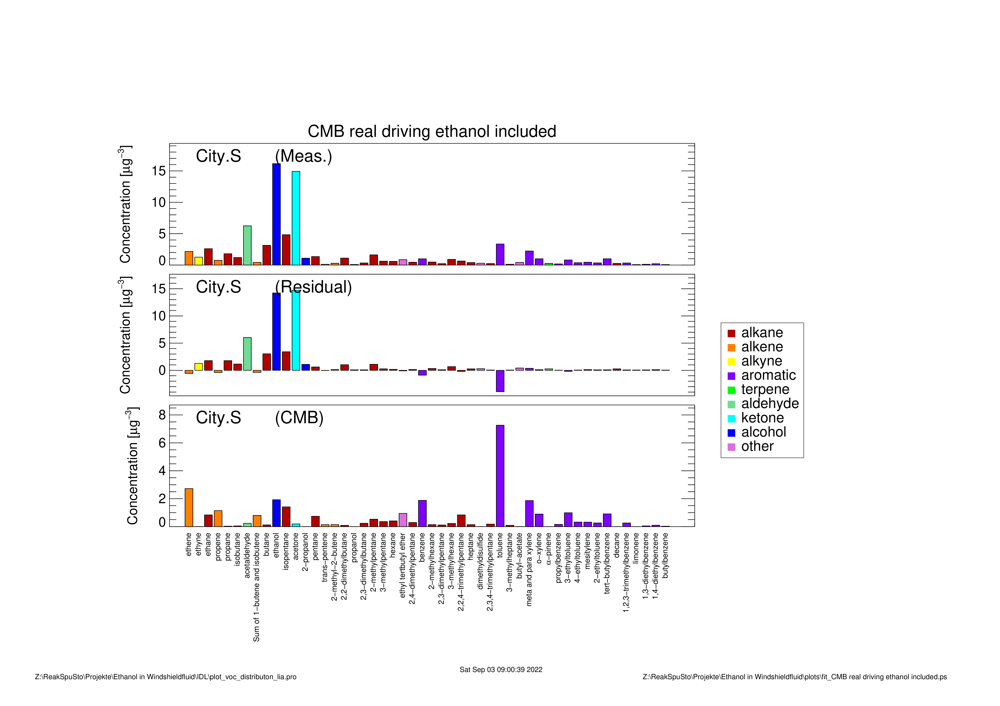 CMB real driving ethanol included
City.S (Meas.)
Concentration [µg⁻³]
15
10
5
0
City.S (Residual)
Concentration [µg⁻³]
15
10
5
0
City.S (CMB)
Concentration [µg⁻³]
8
6
4
2
0
ethene
ethyne
ethane
propene
propane
isobutane
acetaldehyde
Sum of 1−butene and isobutene
butane
ethanol
isopentane
acetone
2−propanol
pentane
trans−pentene
2−methyl−2−butene
2,2−dimethylbutane
propanol
2,3−dimethylbutane
2−methylpentane
3−methylpentane
hexane
ethyl tertbutyl ether
2,4−dimethylpentane
benzene
2−methylhexane
2,3−dimethylpentane
3−methylhexane
2,2,4−trimethylpentane
heptane
dimethyldisulfide
2,3,4−trimethylpentane
toluene
3−methylheptane
butyl−acetate
meta and para xylene
o−xylene
α−pinene
propylbenzene
3−ethyltoluene
4−ethyltoluene
mesitylene
2−ethyltoluene
tert−butylbenzene
decane
1,2,3−trimethylbenzene
limonene
1,3−diethylbenzene
1,4−diethylbenzene
butylbenzene
alkane
alkene
alkyne
aromatic
terpene
aldehyde
ketone
alcohol
other
Sat Sep 03 09:00:39 2022
Z:\ReakSpuSto\Projekte\Ethanol in Windshieldfluid\IDL\plot_voc_distributon_lia.pro
Z:\ReakSpuSto\Projekte\Ethanol in Windshieldfluid\plots\fit_CMB real driving ethanol included.ps